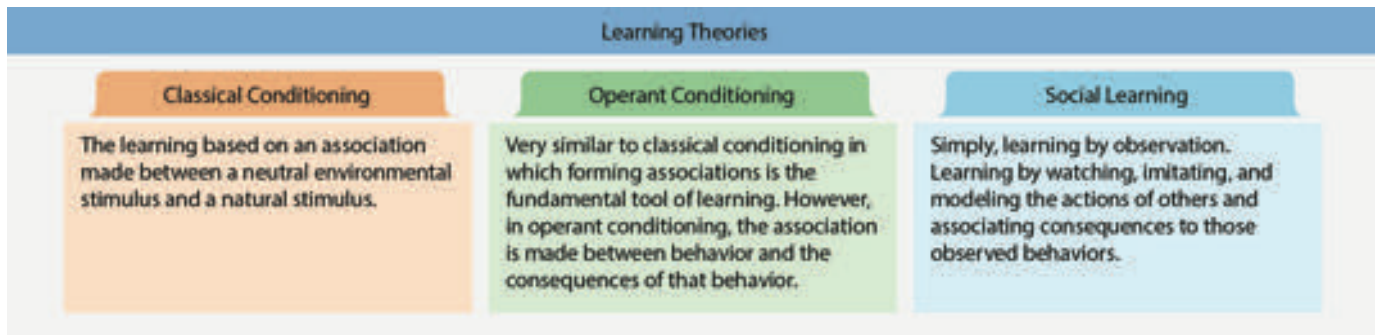 Learning Theories
Classical Conditioning
The learning based on an association
made between a neutral environmental
stimulus and a natural stimulus.
Operant Conditioning
Very similar to classical conditioning in
which forming associations is the
fundamental tool of learning. However,
in operant conditioning, the association
is made between behavior and the
consequences of that behavior.
Social Learning
Simply, learning by observation.
Learning by watching, imitating, and
modeling the actions of others and
associating consequences to those
observed behaviors.